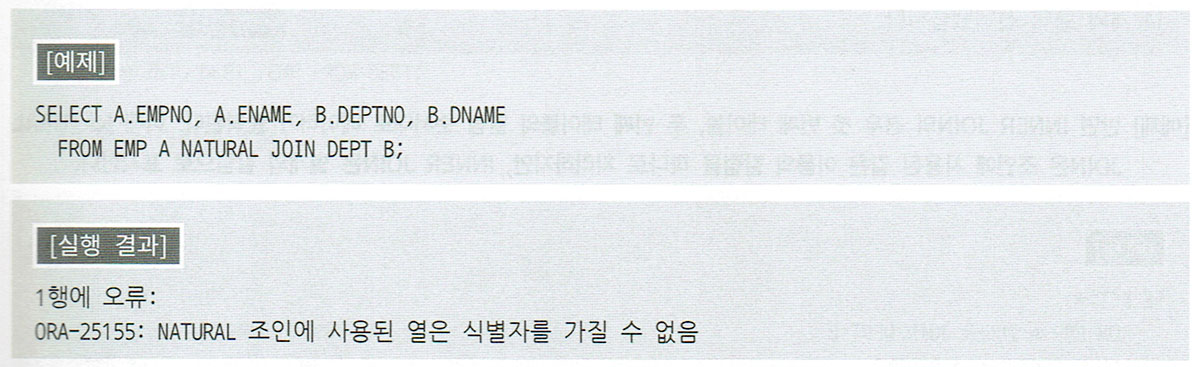 [예제]
SELECT A.EMPNO, A.ENAME, B.DEPTNO, B.DNAME
FROM EMP A NATURAL JOIN DEPT B;
[실행 결과]
1행에 오류:
ORA-25155: NATURAL 조인에 사용된 열은 식별자를 가질 수 없음